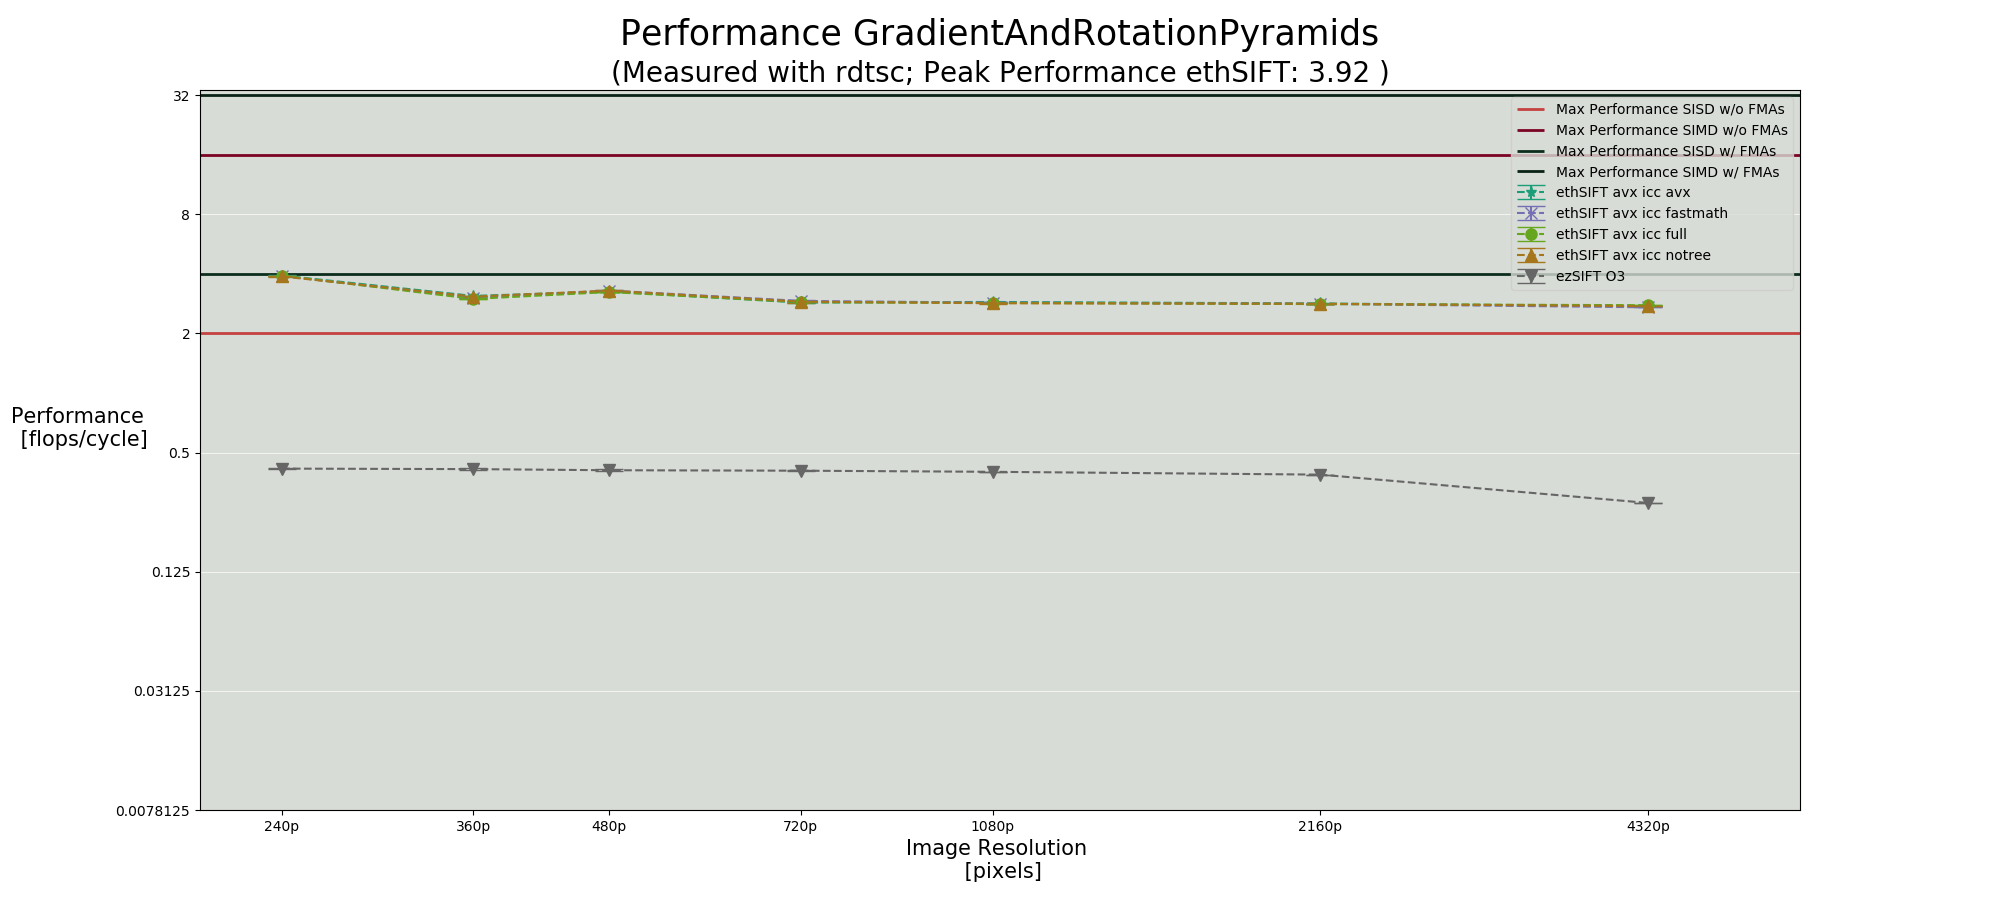 Performance GradientAndRotationPyramids
(Measured with rdtsc; Peak Performance ethSIFT: 3.92 )
32
8
2
0.5
0.125
0.03125
0.0078125
Performance
[flops/cycle]
Max Performance SISD w/o FMAs
Max Performance SIMD w/o FMAs
Max Performance SISD w/ FMAs
Max Performance SIMD w/ FMAs
ethSIFT avx icc avx
ethSIFT avx icc fastmath
ethSIFT avx icc full
ethSIFT avx icc notree
ezSIFT O3
240p 360p 480p 720p 1080p 2160p 4320p
Image Resolution
[pixels]